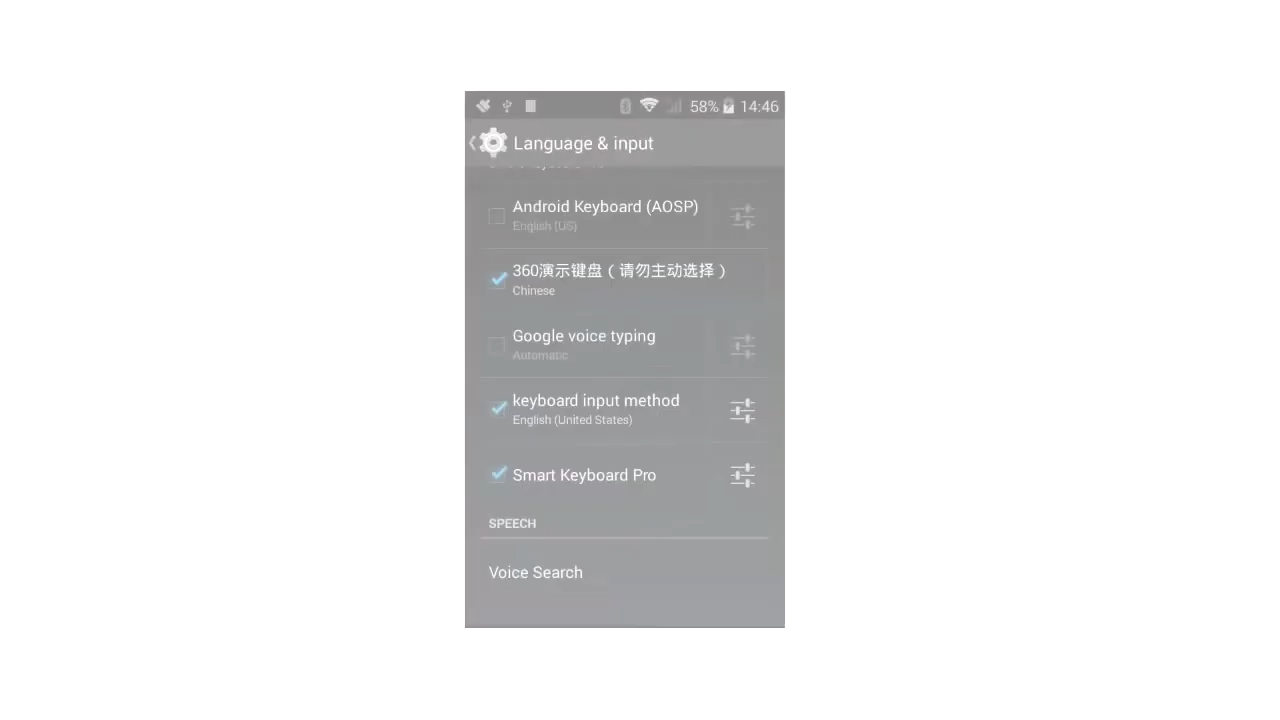 58% 14:46
Language & input
Android Keyboard (AOSP)
English (US)
360演示键盘（请勿主动选择）
Chinese
Google voice typing
Automatic
keyboard input method
English (United States)
Smart Keyboard Pro
SPEECH
Voice Search